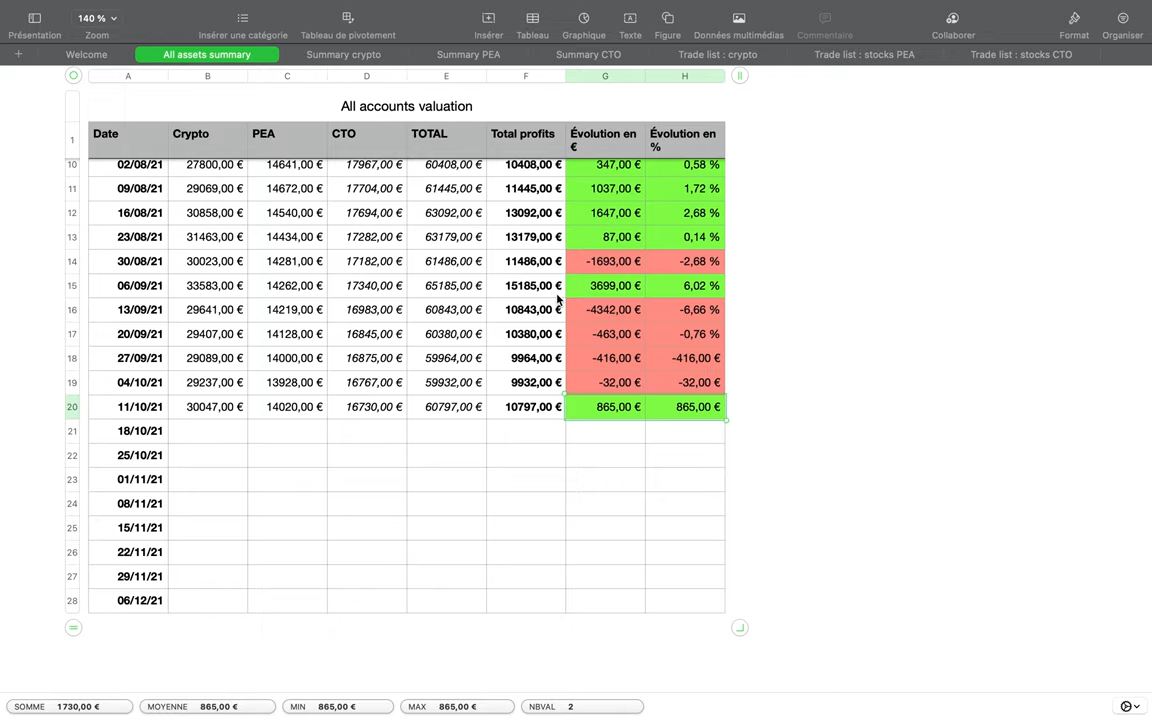 140 %
Présentation Zoom Insérer une catégorie Tableau de pivotement Insérer Tableau Graphique Texte Figure Données multimédias Commentaire Collaborer Format Organiser
+ Welcome All assets summary Summary crypto Summary PEA Summary CTO Trade list : crypto Trade list : stocks PEA Trade list : stocks CTO
A B C D E F G H
All accounts valuation
1 Date Crypto PEA CTO TOTAL Total profits Évolution en € Évolution en %
10 02/08/21 27800,00 € 14641,00 € 17967,00 € 60408,00 € 10408,00 € 347,00 € 0,58 %
11 09/08/21 29069,00 € 14672,00 € 17704,00 € 61445,00 € 11445,00 € 1037,00 € 1,72 %
12 16/08/21 30858,00 € 14540,00 € 17694,00 € 63092,00 € 13092,00 € 1647,00 € 2,68 %
13 23/08/21 31463,00 € 14434,00 € 17282,00 € 63179,00 € 13179,00 € 87,00 € 0,14 %
14 30/08/21 30023,00 € 14281,00 € 17182,00 € 61486,00 € 11486,00 € -1693,00 € -2,68 %
15 06/09/21 33583,00 € 14262,00 € 17340,00 € 65185,00 € 15185,00 € 3699,00 € 6,02 %
16 13/09/21 29641,00 € 14219,00 € 16983,00 € 60843,00 € 10843,00 € -4342,00 € -6,66 %
17 20/09/21 29407,00 € 14128,00 € 16845,00 € 60380,00 € 10380,00 € -463,00 € -0,76 %
18 27/09/21 29089,00 € 14000,00 € 16875,00 € 59964,00 € 9964,00 € -416,00 € -416,00 €
19 04/10/21 29237,00 € 13928,00 € 16767,00 € 59932,00 € 9932,00 € -32,00 € -32,00 €
20 11/10/21 30047,00 € 14020,00 € 16730,00 € 60797,00 € 10797,00 € 865,00 € 865,00 €
21 18/10/21
22 25/10/21
23 01/11/21
24 08/11/21
25 15/11/21
26 22/11/21
27 29/11/21
28 06/12/21
SOMME 1 730,00 € MOYENNE 865,00 € MIN 865,00 € MAX 865,00 € NBVAL 2